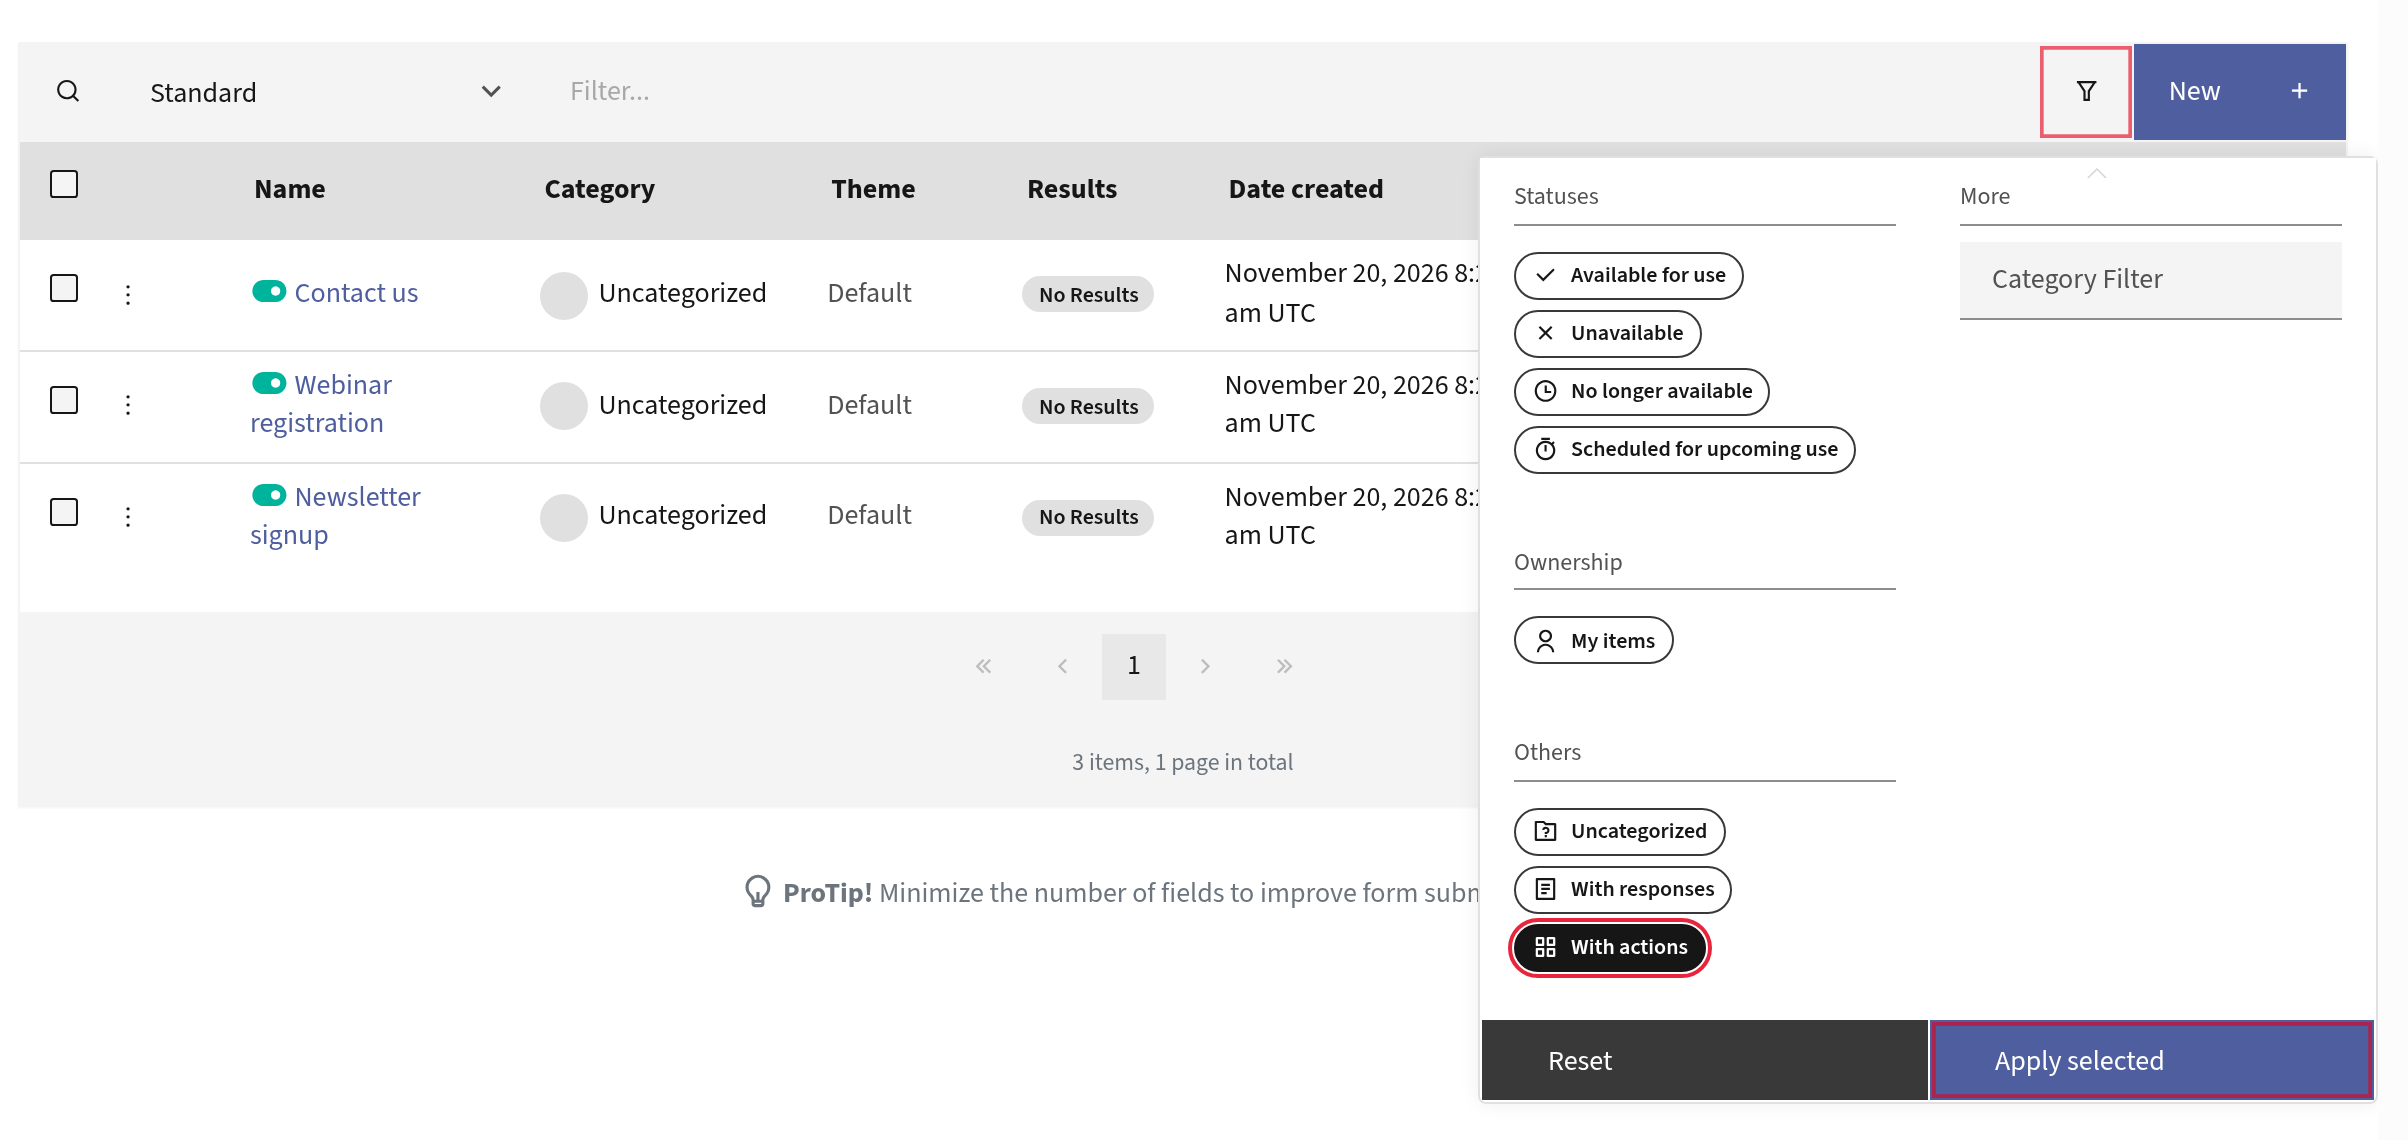 Standard
Filter...
New +
Name Category Theme Results Date created
Contact us Uncategorized Default No Results November 20, 2026 8:
am UTC
Webinar
registration Uncategorized Default No Results November 20, 2026 8:
am UTC
Newsletter
signup Uncategorized Default No Results November 20, 2026 8:
am UTC
« ‹ 1 › »
3 items, 1 page in total
ProTip! Minimize the number of fields to improve form
Statuses
Available for use
Unavailable
No longer available
Scheduled for upcoming use
Ownership
My items
Others
Uncategorized
With responses
With actions
More
Category Filter
Reset
Apply selected